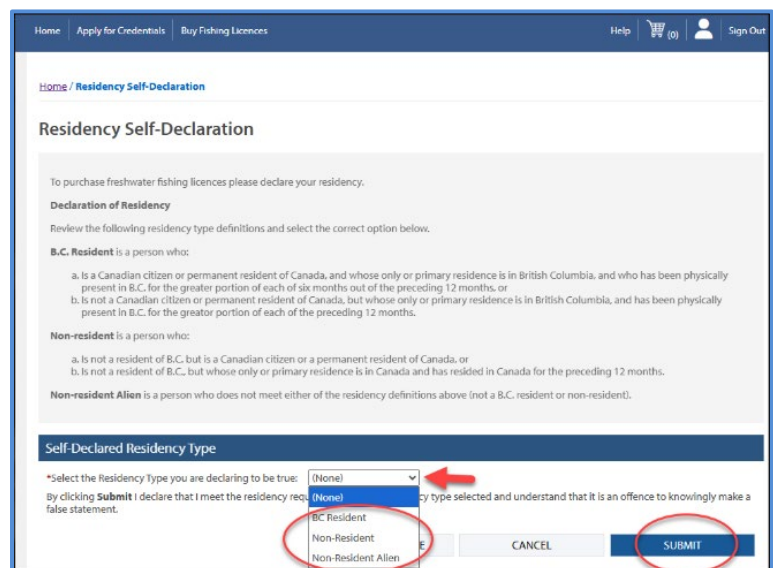 Home Apply for Credentials Buy Fishing Licences Help (0) Sign Out
Home / Residency Self-Declaration
Residency Self-Declaration
To purchase freshwater fishing licences please declare your residency.
Declaration of Residency
Review the following residency type definitions and select the correct option below.
B.C. Resident is a person who:
a. Is a Canadian citizen or permanent resident of Canada, and whose only or primary residence is in British Columbia, and who has been physically
present in B.C. for the greater portion of each of six months out of the preceding 12 months, or
b. Is not a Canadian citizen or permanent resident of Canada, but whose only or primary residence is in British Columbia, and has been physically
present in B.C. for the greator portion of each of the preceding 12 months.
Non-resident is a person who:
a. Is not a resident of B.C. but is a Canadian citizen or a permanent resident of Canada, or
b. Is not a resident of B.C., but whose only or primary residence is in Canada and has resided in Canada for the preceding 12 months.
Non-resident Alien is a person who does not meet either of the residency definitions above (not a B.C. resident or non-resident).
Self-Declared Residency Type
*Select the Residency Type you are declaring to be true: (None)
By clicking Submit I declare that I meet the residency requ (None) cy type selected and understand that it is an offence to knowingly make a
false statement.
BC Resident
Non-Resident
E CANCEL SUBMIT
Non-Resident Alien